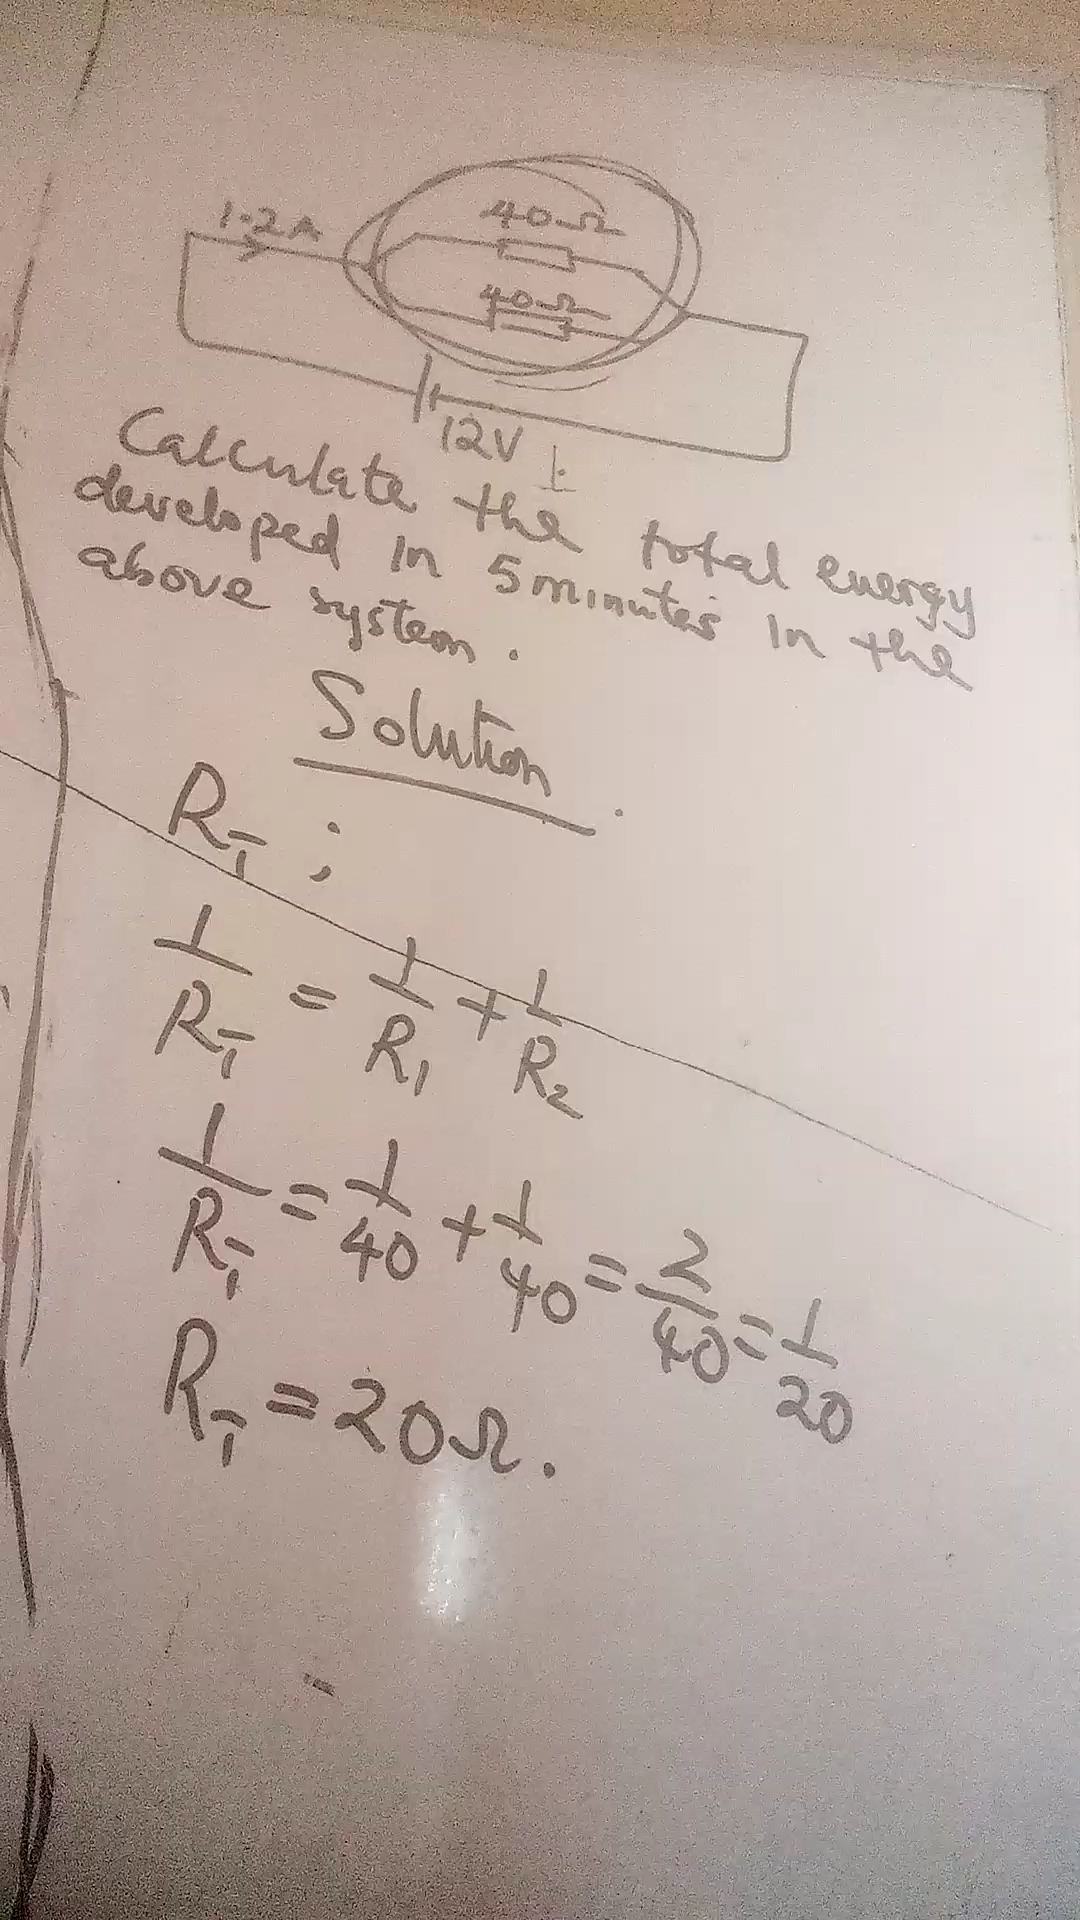 1.2A
40Ω
40Ω
12V
Calculate the total energy
developed in 5minutes in the
above system.
Solution.
R_T ;
1/R_T = 1/R_1 + 1/R_2
1/R_T = 1/40 + 1/40 = 2/40 = 1/20
R_T = 20Ω.